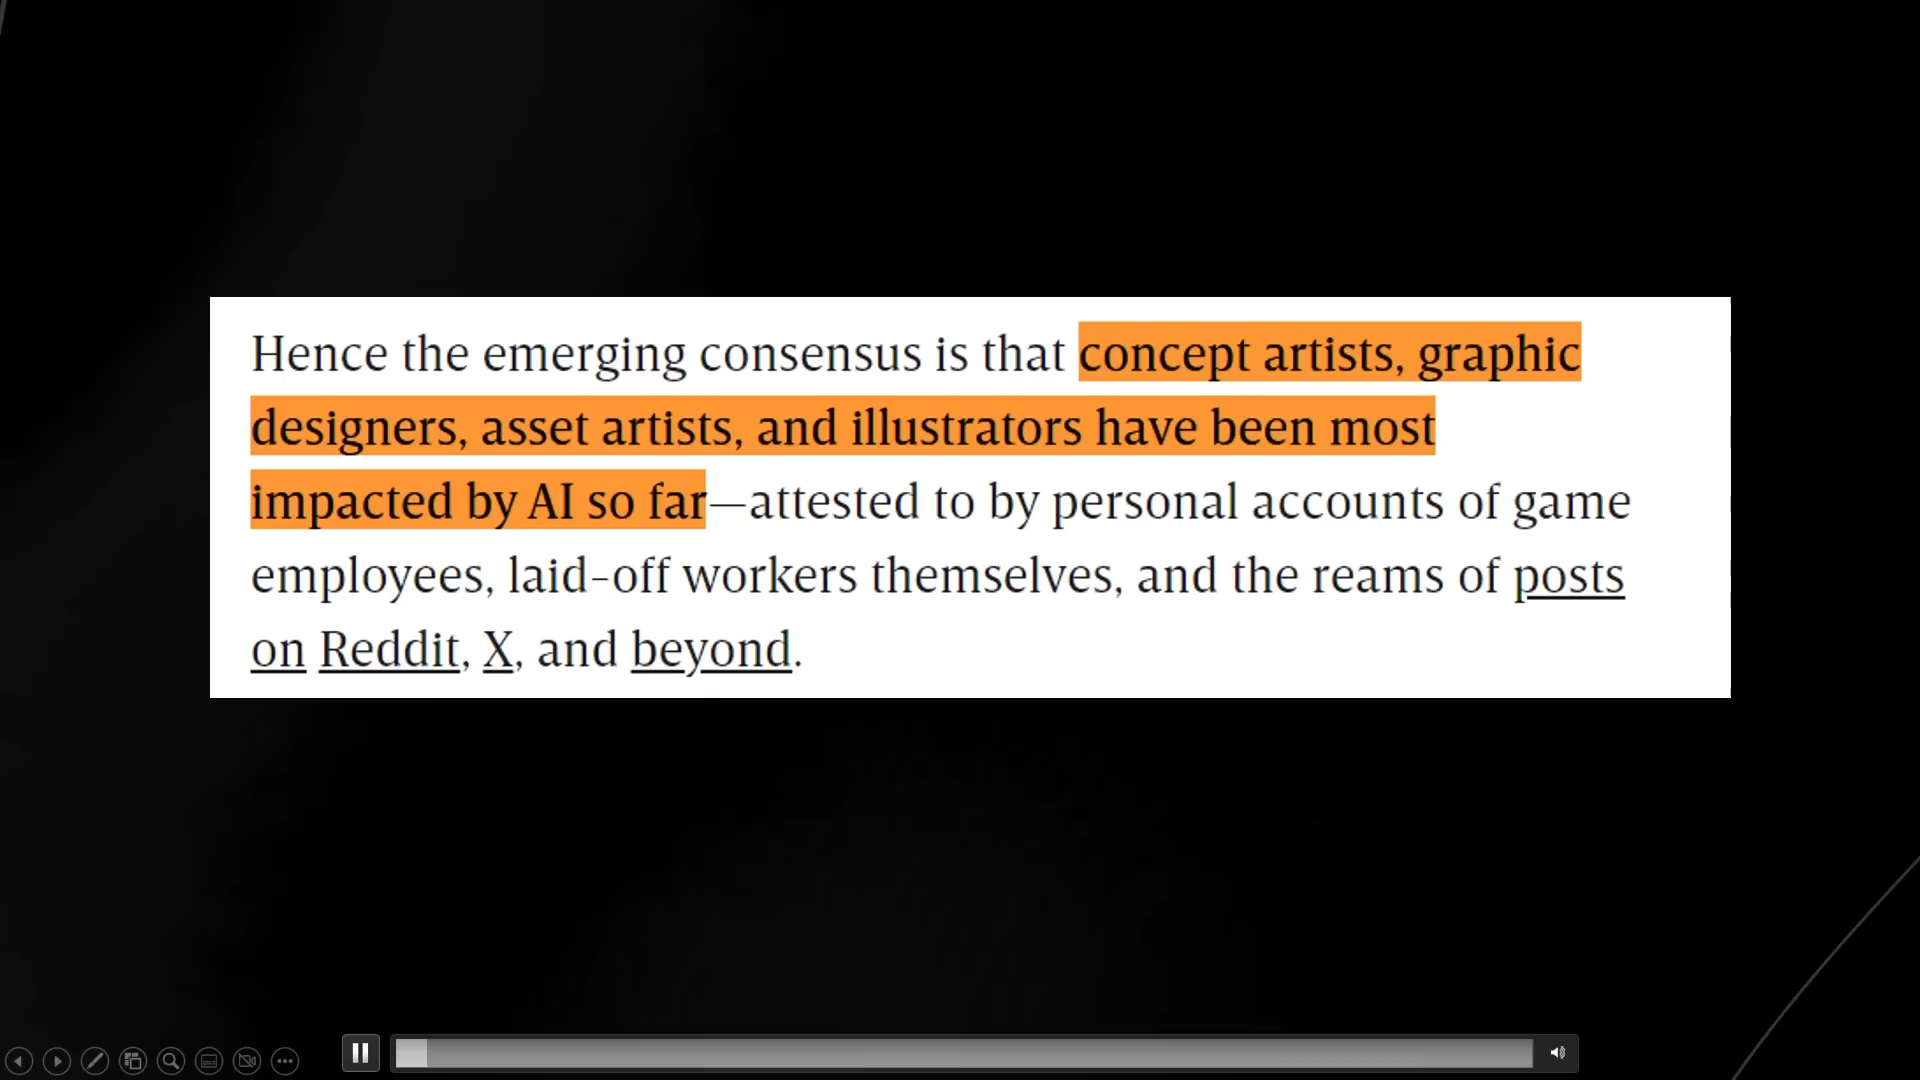 Hence the emerging consensus is that concept artists, graphic
designers, asset artists, and illustrators have been most
impacted by AI so far—attested to by personal accounts of game
employees, laid-off workers themselves, and the reams of posts
on Reddit, X, and beyond.